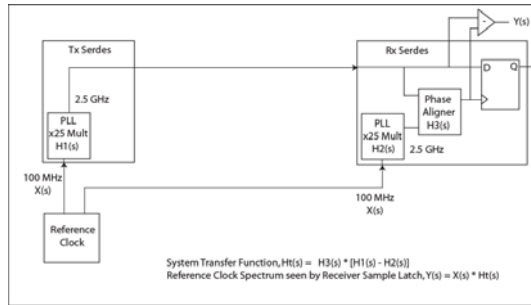 Tx Serdes
2.5 GHz
PLL
x25 Mult
H1(s)
100 MHz
X(s)
Reference
Clock
Rx Serdes
- Y(s)
D Q
Phase
Aligner
H3(s)
PLL
x25 Mult
H2(s)
2.5 GHz
100 MHz
X(s)
System Transfer Function, Ht(s) = H3(s) * [H1(s) - H2(s)]
Reference Clock Spectrum seen by Receiver Sample Latch, Y(s) = X(s) * Ht(s)